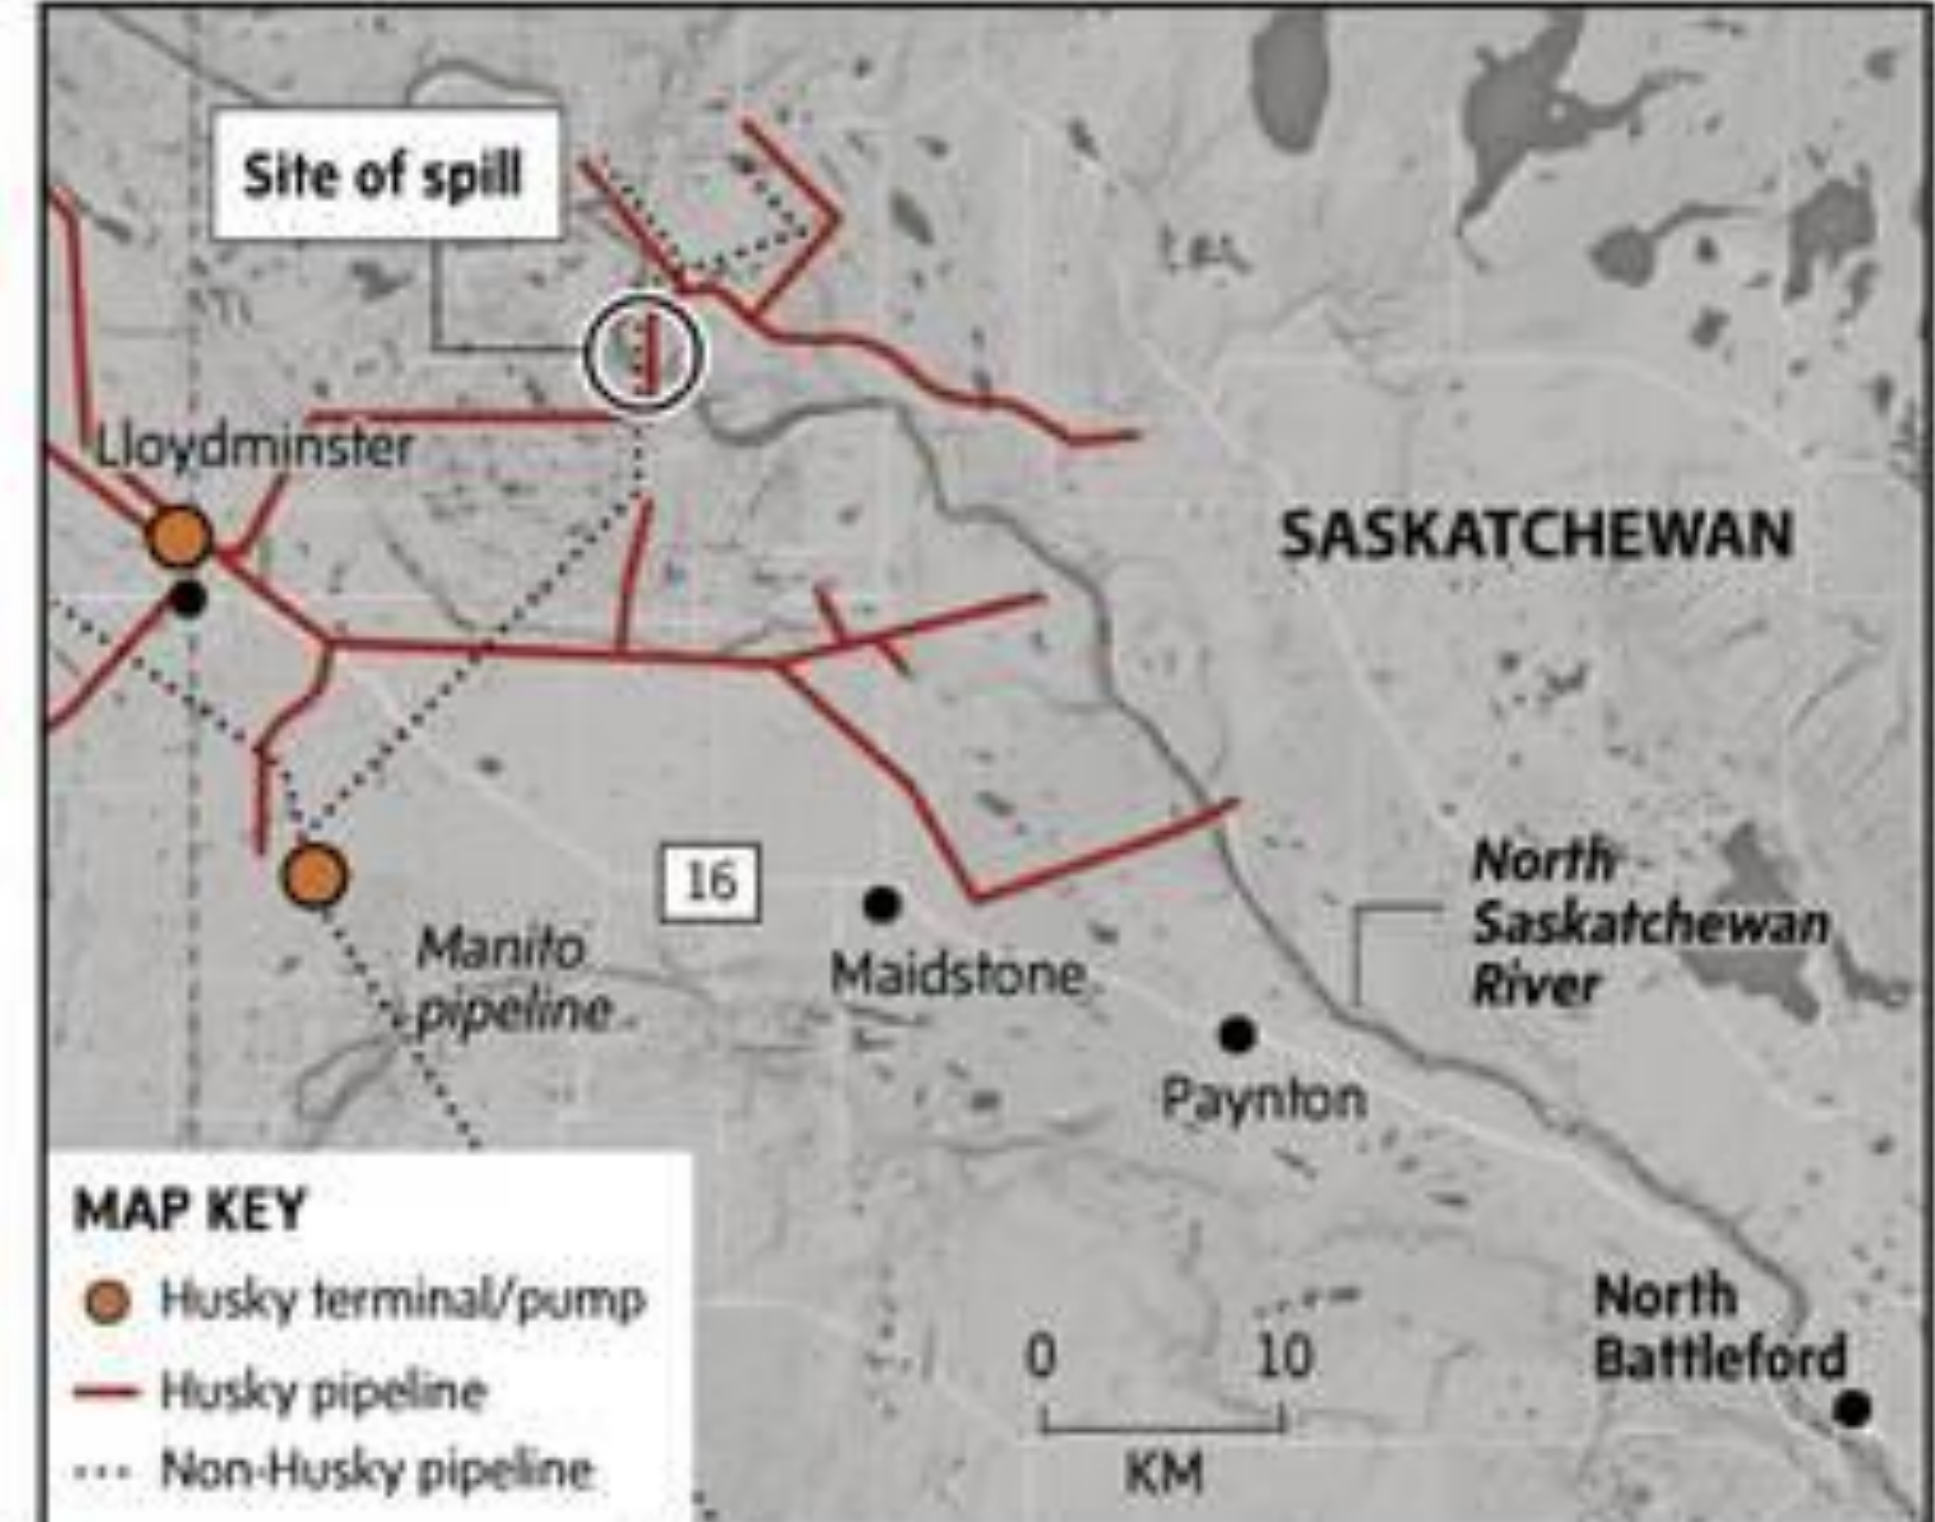 Site of spill
Lloydminster
SASKATCHEWAN
16
Maidstone
North
Saskatchewan
River
Manito
pipeline
Paynton
MAP KEY
Husky terminal/pump
Husky pipeline
Non-Husky pipeline
0 10
KM
North
Battleford